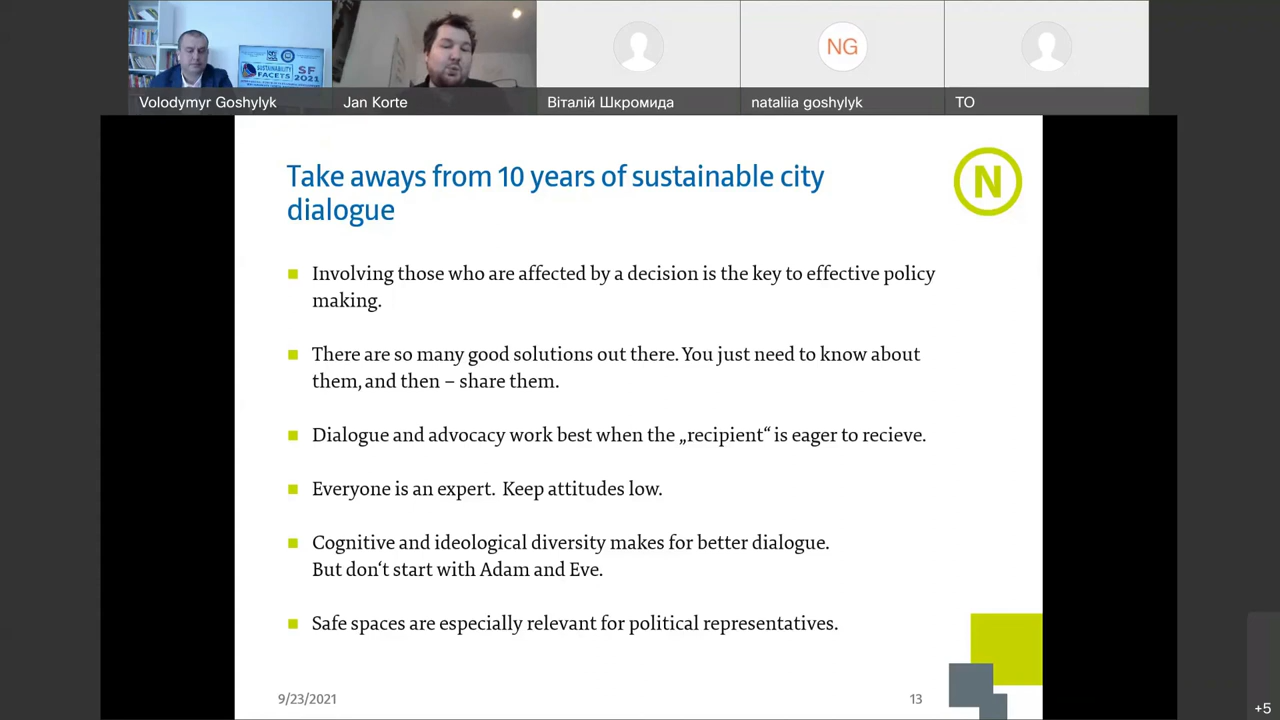 SUSTAINABILITY
FACETS
SF
2021
NG
Volodymyr Goshylyk
Jan Korte
Віталій Шкромида
nataliia goshylyk
TO
Take aways from 10 years of sustainable city
dialogue
N
Involving those who are affected by a decision is the key to effective policy
making.
There are so many good solutions out there. You just need to know about
them, and then – share them.
Dialogue and advocacy work best when the „recipient“ is eager to recieve.
Everyone is an expert. Keep attitudes low.
Cognitive and ideological diversity makes for better dialogue.
But don‘t start with Adam and Eve.
Safe spaces are especially relevant for political representatives.
9/23/2021
13
+5